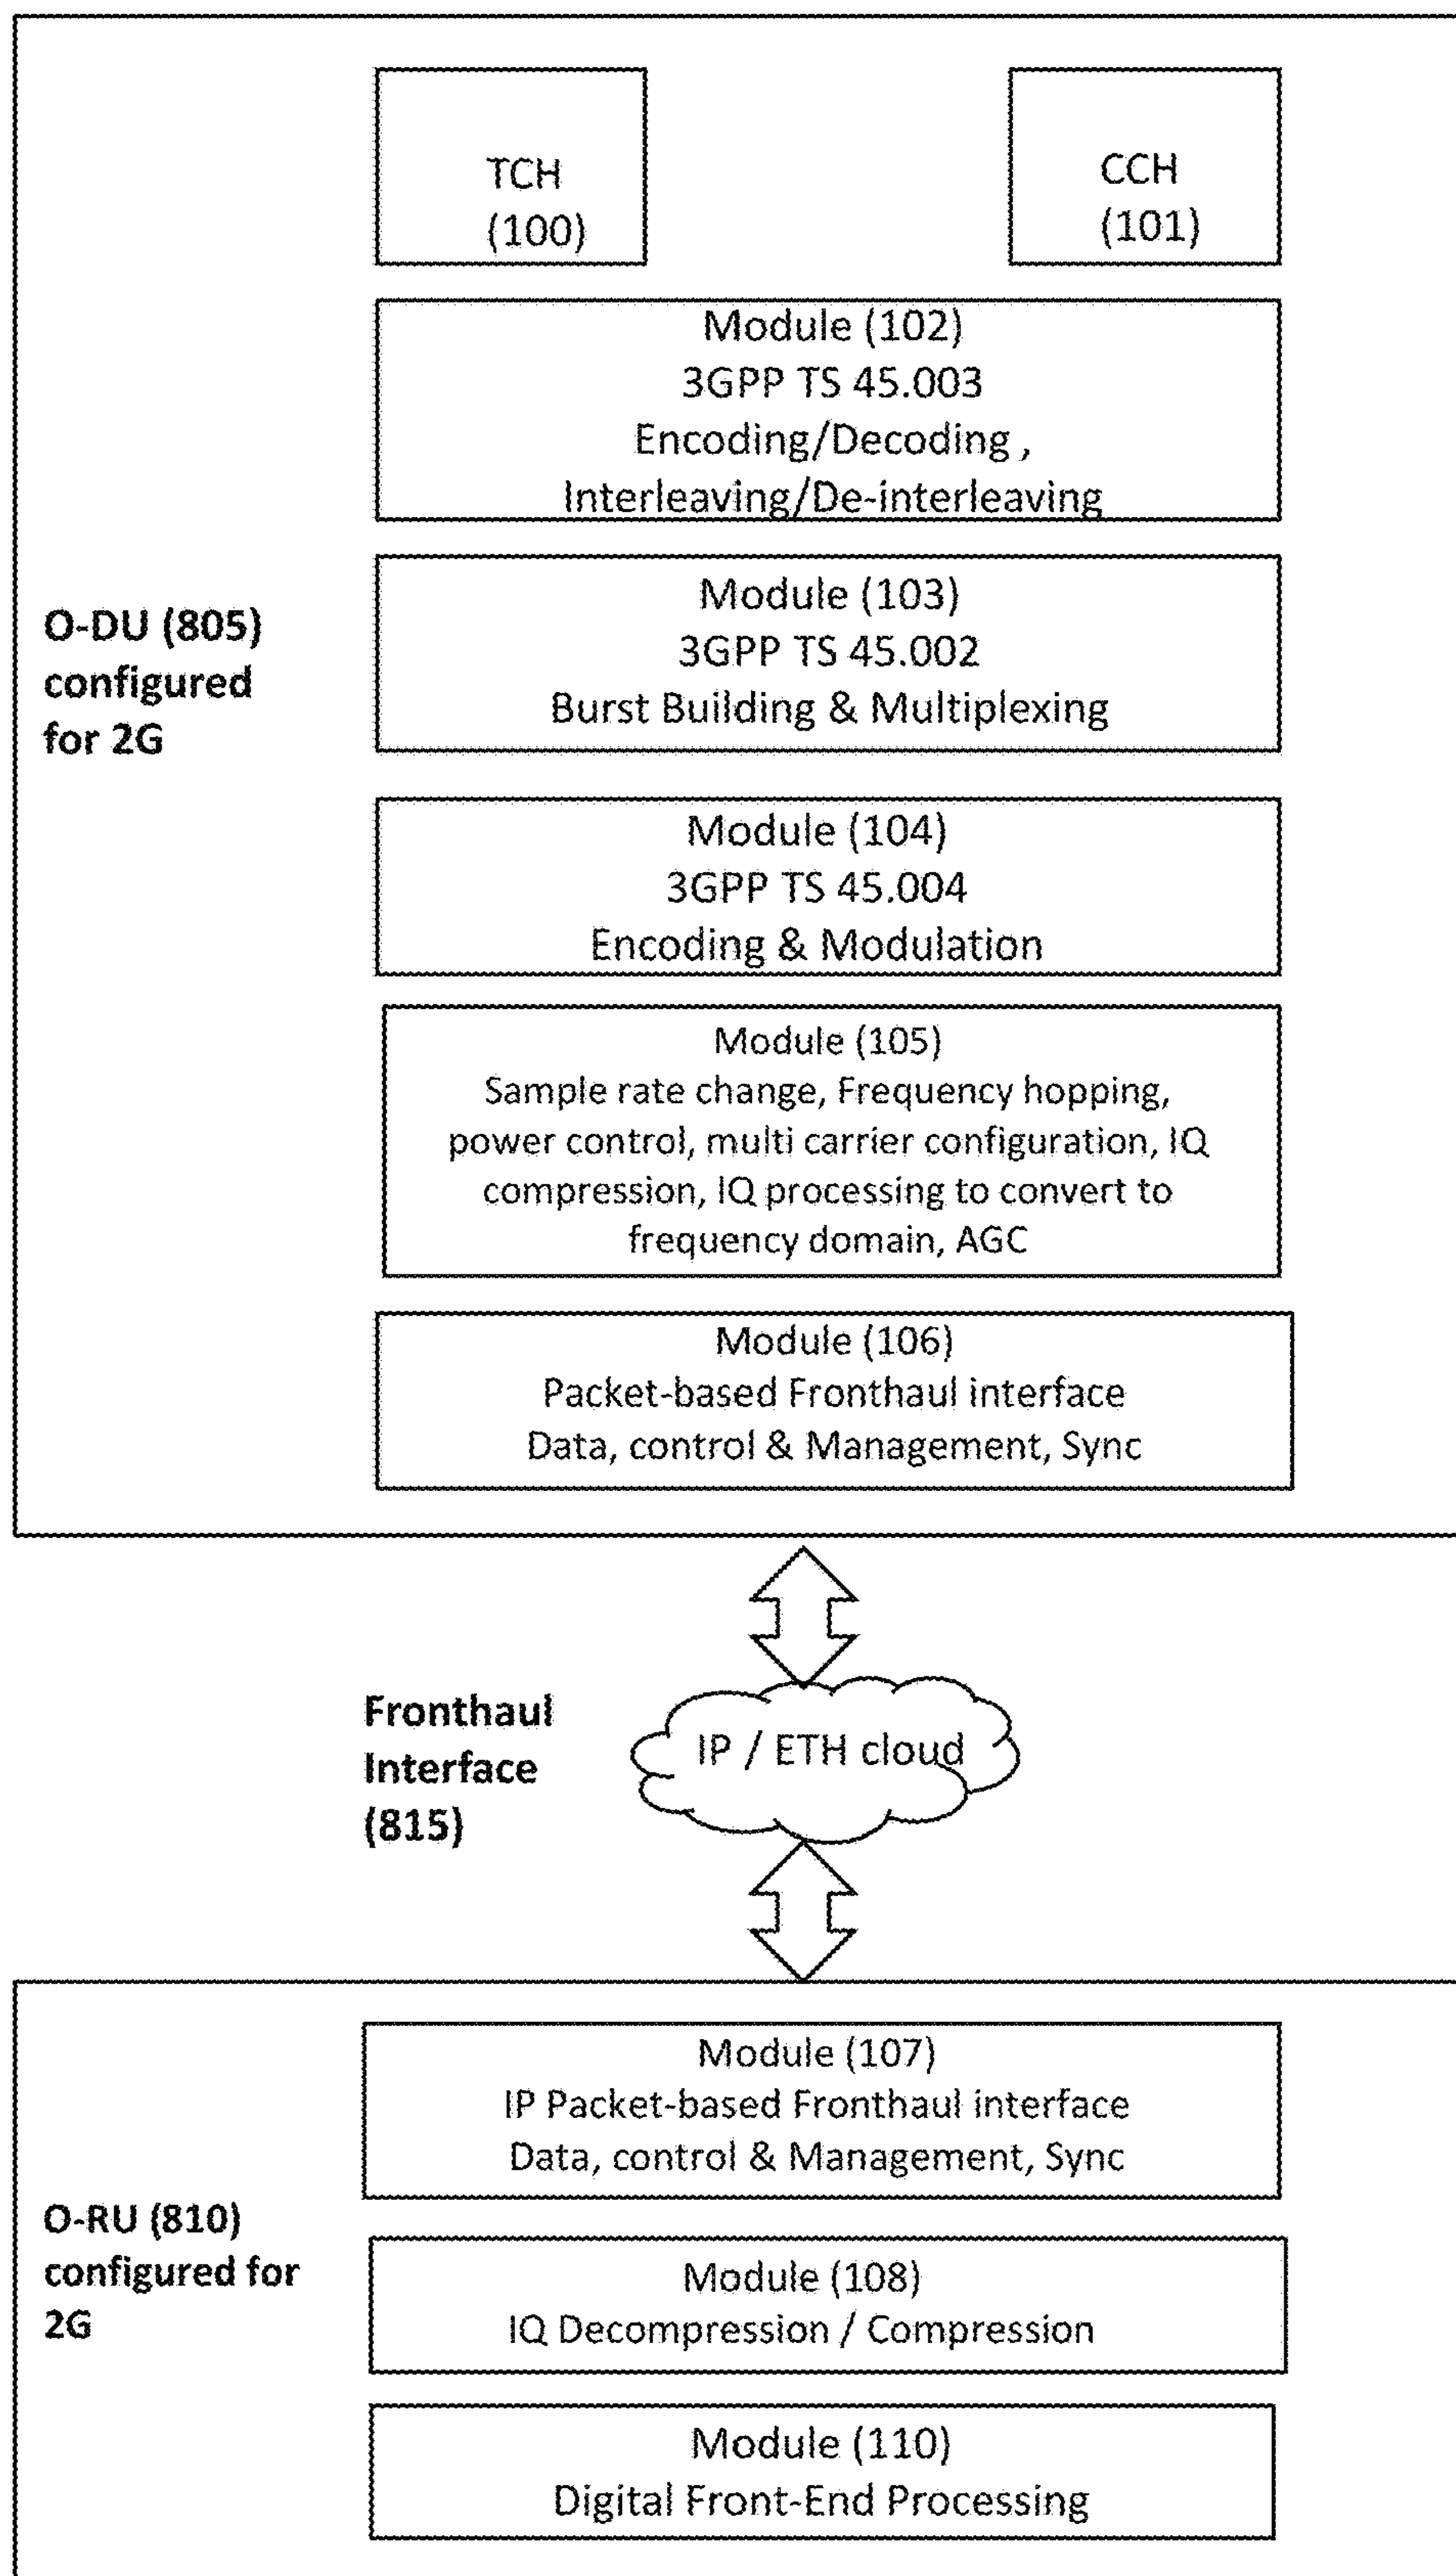 TCH
(100)
CCH
(101)
Module (102)
3GPP TS 45.003
Encoding/Decoding ,
Interleaving/De-interleaving
O-DU (805)
configured
for 2G
Module (103)
3GPP TS 45.002
Burst Building & Multiplexing
Module (104)
3GPP TS 45.004
Encoding & Modulation
Module (105)
Sample rate change, Frequency hopping,
power control, multi carrier configuration, IQ
compression, IQ processing to convert to
frequency domain, AGC
Module (106)
Packet-based Fronthaul interface
Data, control & Management, Sync
Fronthaul
Interface
(815)
IP / ETH cloud
Module (107)
IP Packet-based Fronthaul interface
Data, control & Management, Sync
O-RU (810)
configured for
2G
Module (108)
IQ Decompression / Compression
Module (110)
Digital Front-End Processing